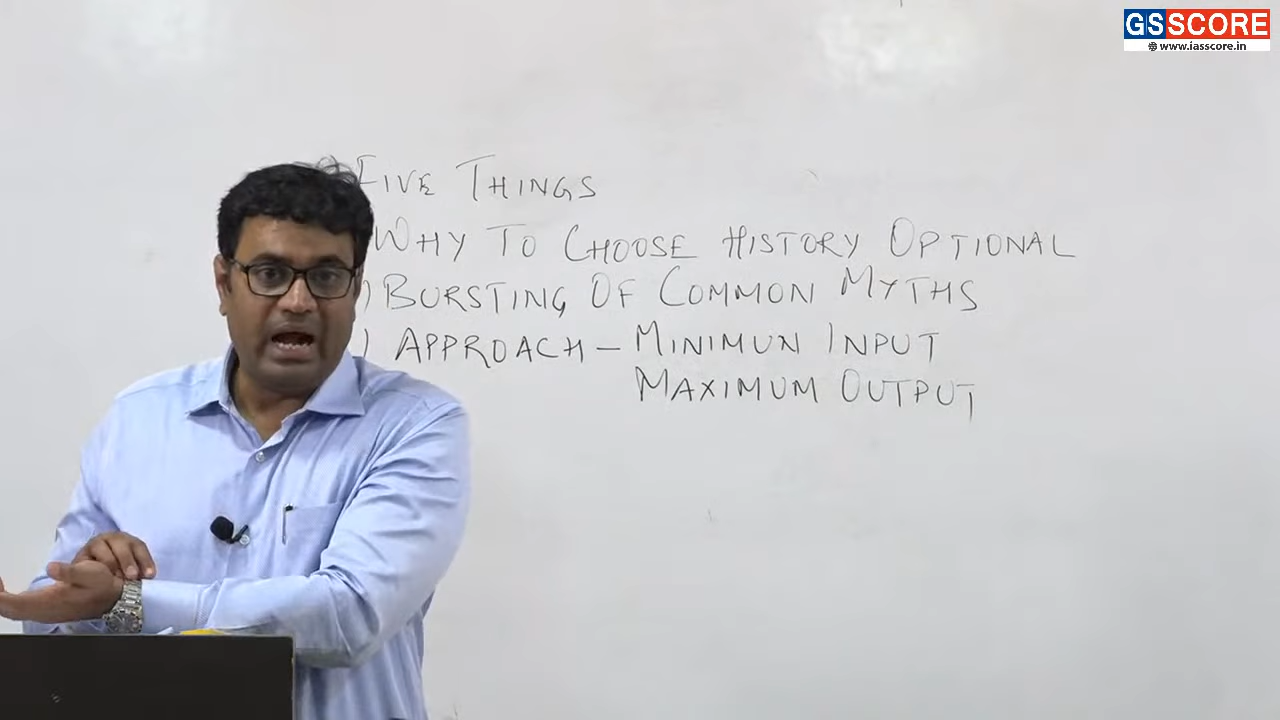 GSSCORE
www.iasscore.in
FIVE THINGS
WHY TO CHOOSE HISTORY OPTIONAL
) BURSTING OF COMMON MYTHS
) APPROACH – MINIMUN INPUT
MAXIMUM OUTPUT